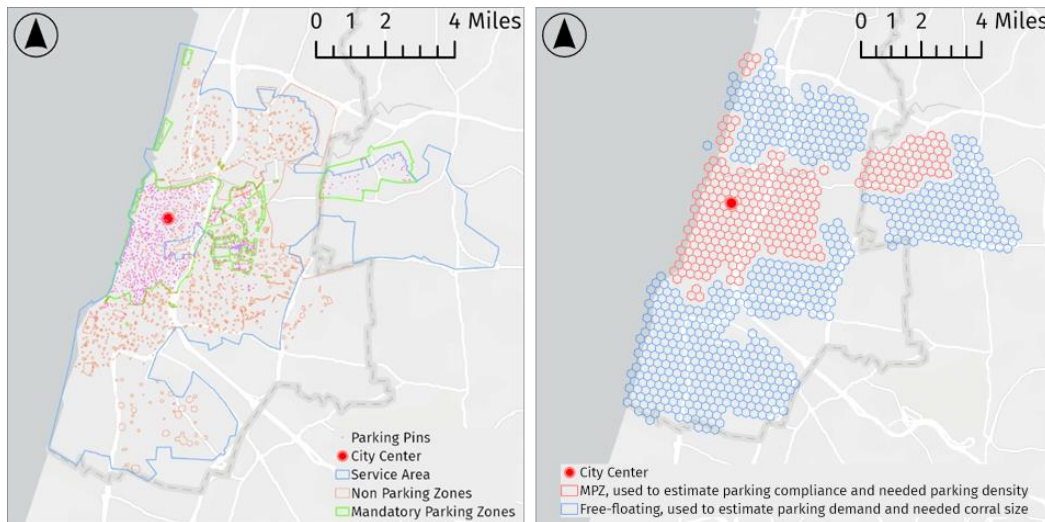 0 1 2 4 Miles
Parking Pins
City Center
Service Area
Non Parking Zones
Mandatory Parking Zones
0 1 2 4 Miles
City Center
MPZ, used to estimate parking compliance and needed parking density
Free-floating, used to estimate parking demand and needed corral size